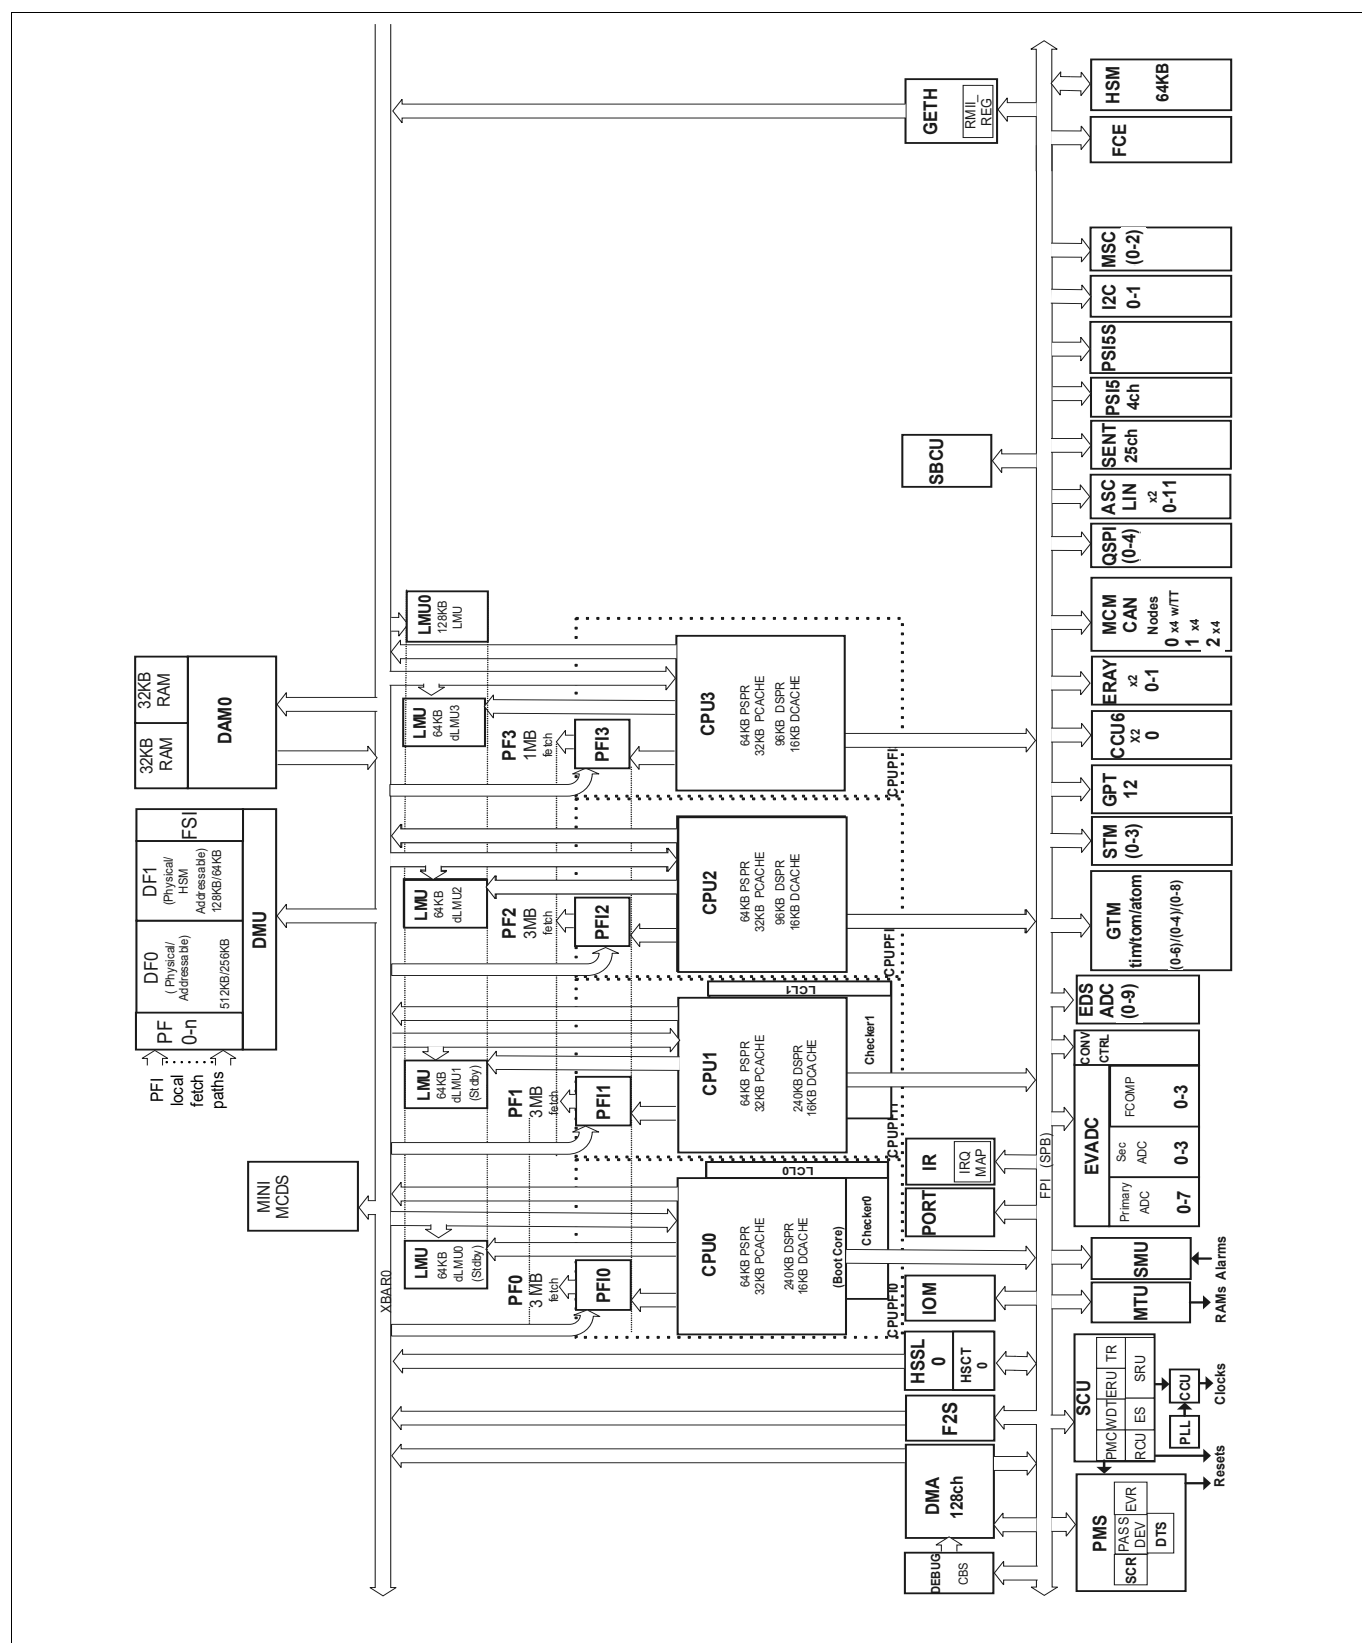 HSM
64KB
GETH
RMII_
REG
FCE
MSC
(0-2)
I2C
0-1
PSI5S
PSI5
4ch
SENT
25ch
SBCU
ASC
LIN
x2
0-11
QSPI
(0-4)
MCM
CAN
Nodes
0 x4 w/TT
1 x4
2 x4
ERAY
x2
0-1
CCU6
x2
0
GPT
12
STM
(0-3)
GTM
tim/tom/atom
(0-6)/(0-4)/(0-8)
EDS
ADC
(0-9)
CONV
CTRL
EVADC
FCOMP
0-3
Sec
ADC
0-3
Primary
ADC
0-7
SMU
Alarms
MTU
RAMs
SCU
PMC
WDT
ERU
TR
RCU
ES
SRU
CCU
PLL
Clocks
Resets
PMS
SCR
PASS
DEV
EVR
DTS
FPI (SPB)
IR
IRQ
MAP
PORT
IOM
HSSL
0
HSCT
0
F2S
DMA
128ch
DEBUG
CBS
32KB
RAM
32KB
RAM
DAM0
FSI
DF1
(Physical/
HSM
Addressable)
128KB/64KB
DF0
( Physical/
Addressable)
512KB/256KB
PF
0-n
DMU
PFI
local
fetch
paths
MINI
MCDS
XBAR0
LMU0
128KB
LMU
LMU
64KB
dLMU3
PF3
1MB
fetch
PFI3
CPU3
64KB PSPR
32KB PCACHE
96KB DSPR
16KB DCACHE
CPUPFI
LMU
64KB
dLMU2
PF2
3MB
fetch
PFI2
CPU2
64KB PSPR
32KB PCACHE
96KB DSPR
16KB DCACHE
CPUPFI
LMU
64KB
dLMU1
(Stdby)
PF1
3 MB
fetch
PFI1
CPU1
64KB PSPR
32KB PCACHE
240KB DSPR
16KB DCACHE
LCL1
Checker1
LMU
64KB
dLMU0
(Stdby)
PF0
3 MB
fetch
PFI0
CPU0
64KB PSPR
32KB PCACHE
240KB DSPR
16KB DCACHE
(Boot Core)
LCL0
Checker0
CPUPFI0